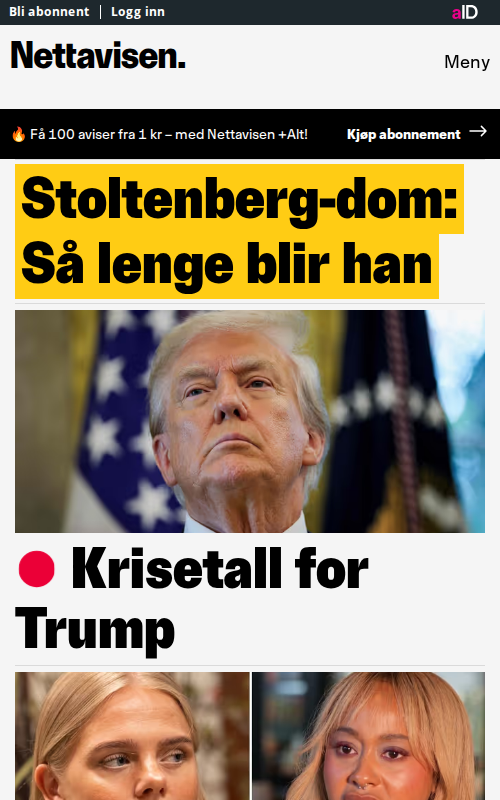 Bli abonnent Logg inn aID
Nettavisen.
Meny
🔥 Få 100 aviser fra 1 kr – med Nettavisen +Alt! Kjøp abonnement →
Stoltenberg-dom:
Så lenge blir han
Krisetall for
Trump